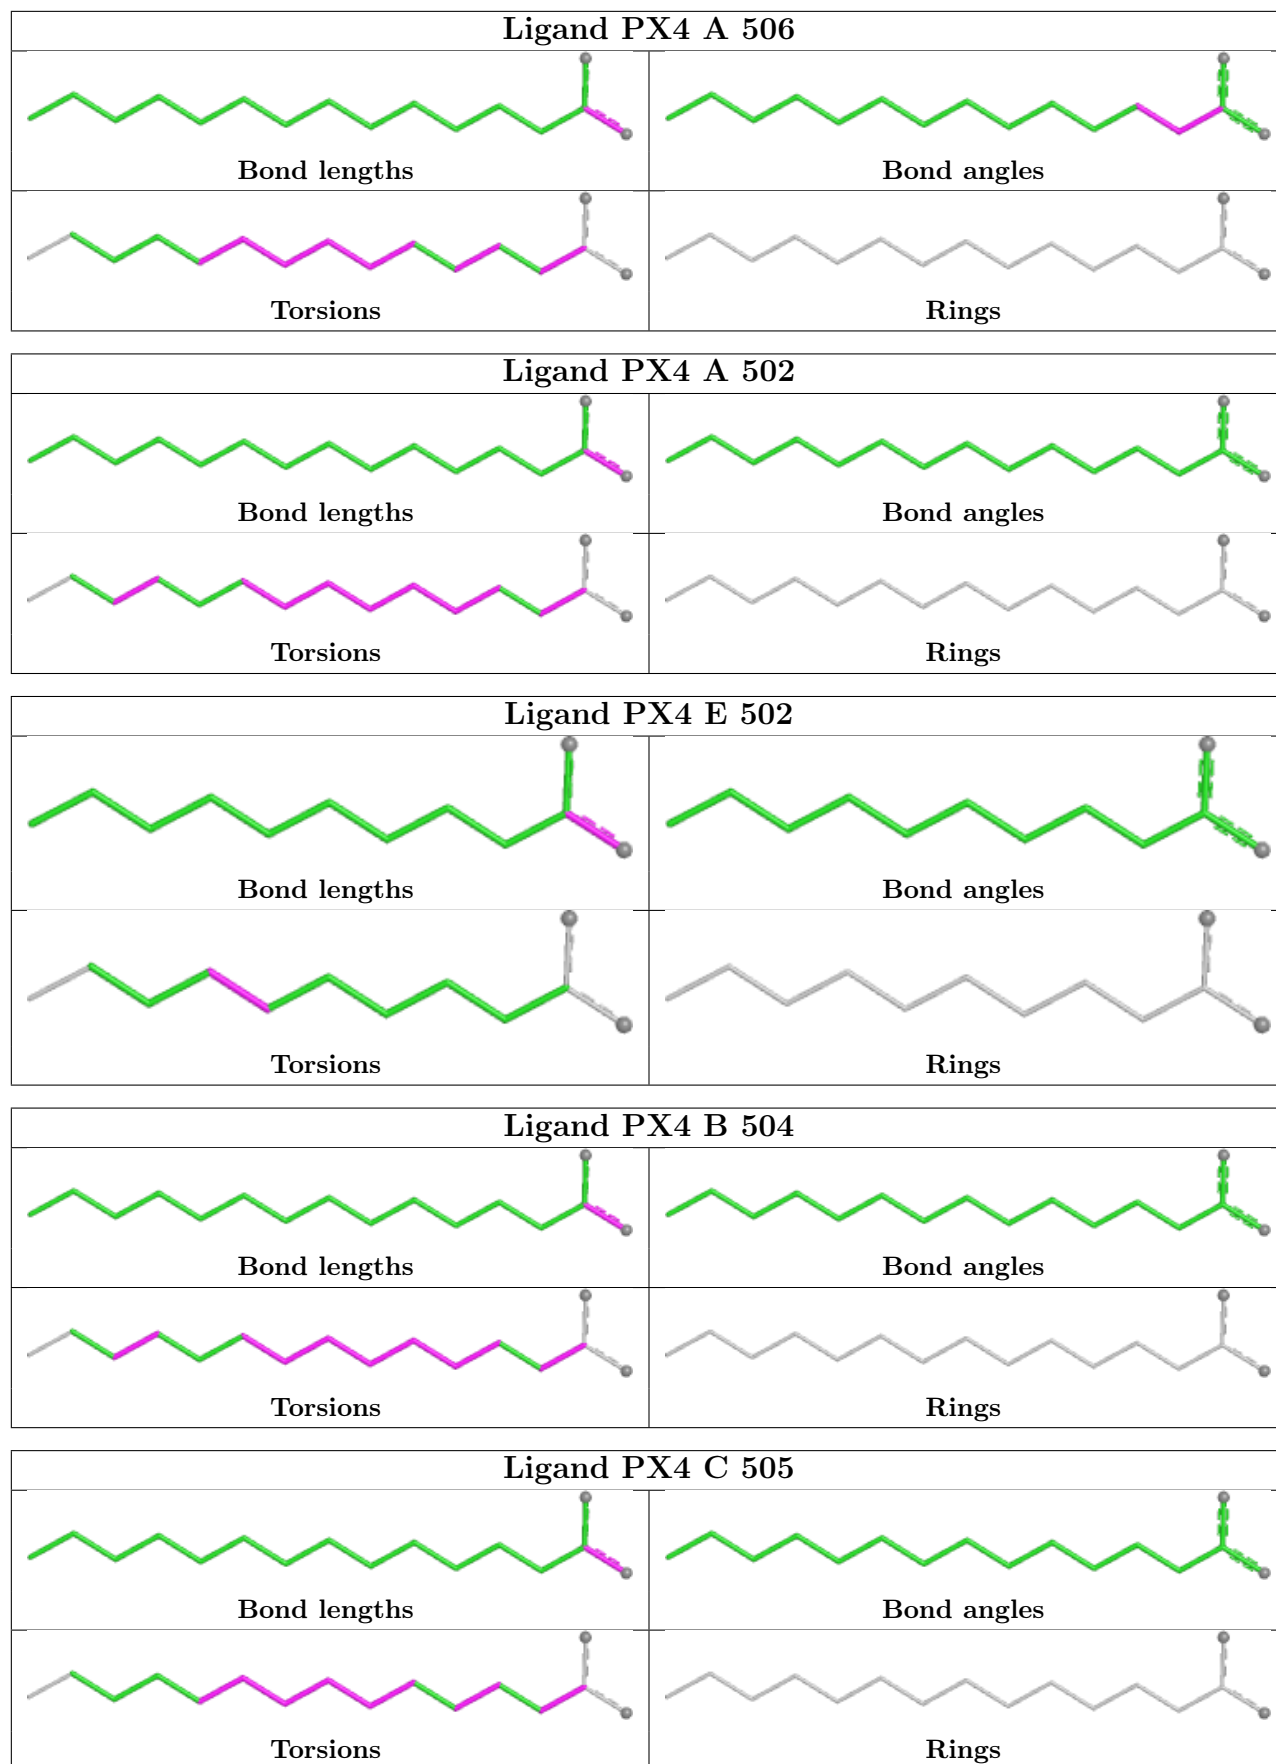 Ligand PX4 A 506
Bond lengths
Bond angles
Torsions
Rings
Ligand PX4 A 502
Bond lengths
Bond angles
Torsions
Rings
Ligand PX4 E 502
Bond lengths
Bond angles
Torsions
Rings
Ligand PX4 B 504
Bond lengths
Bond angles
Torsions
Rings
Ligand PX4 C 505
Bond lengths
Bond angles
Torsions
Rings